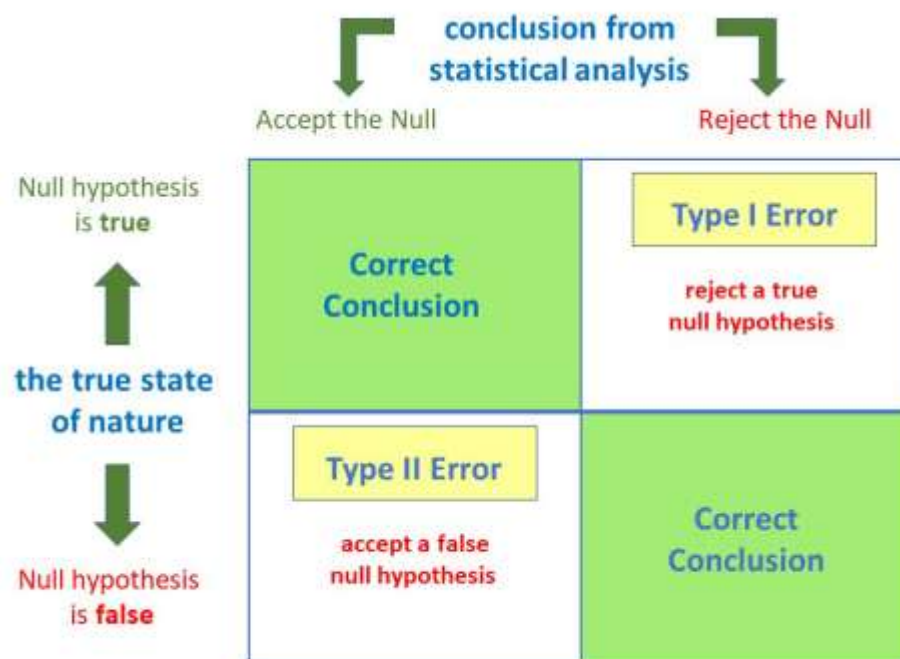 conclusion from
statistical analysis
Accept the Null
Reject the Null
Null hypothesis
is true
Correct
Conclusion
Type I Error
reject a true
null hypothesis
the true state
of nature
Type II Error
accept a false
null hypothesis
Correct
Conclusion
Null hypothesis
is false